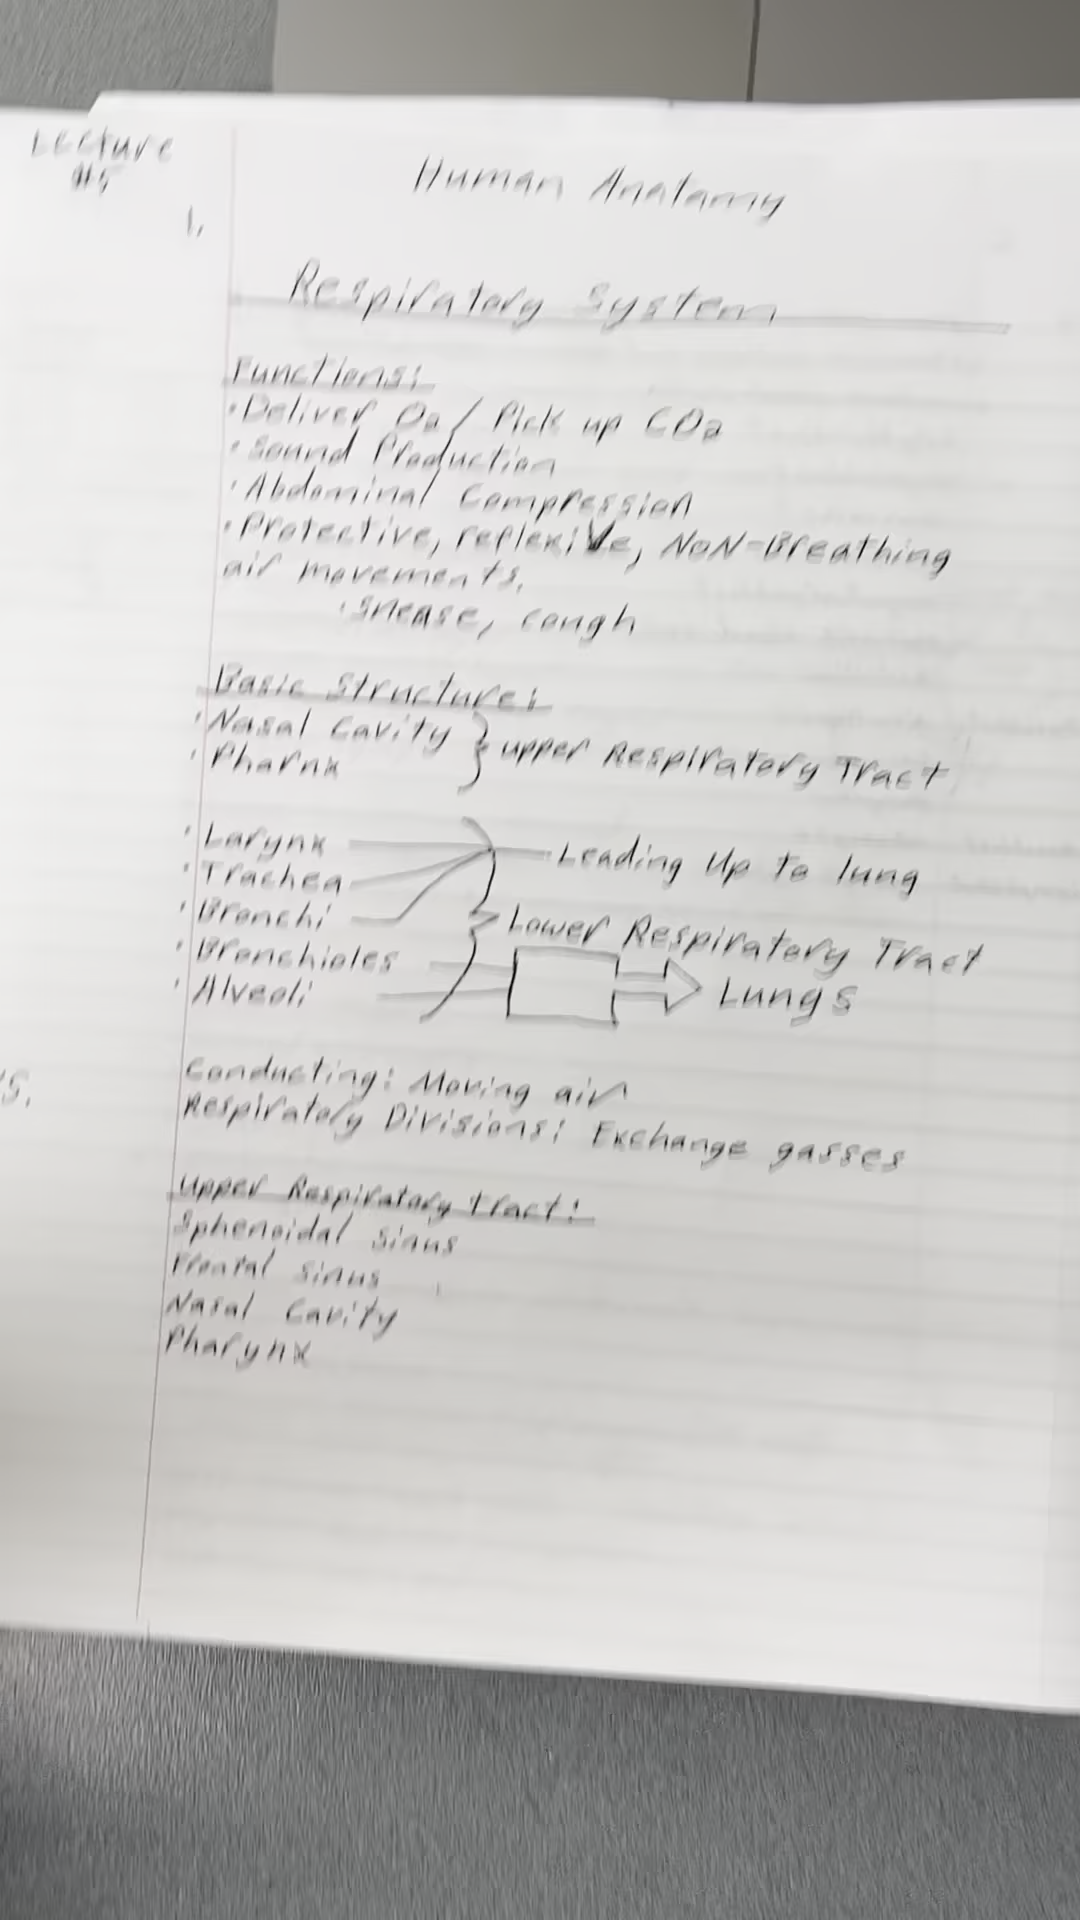 Lecture
#5
1.
Human Anatamy
Respiratory System
Functions:
• Deliver O2 / Pick up CO2
• Sound Production
• Abdominal Compression
• Protective, reflexive, NON-Breathing
air movements.
• Snease, cough
Basic Structure:
• Nasal Cavity
• Pharnx
upper Respiratory Tract
• Larynx
• Trachea
• Bronchi
• Bronchioles
• Alveoli
Leading Up to lung
Lower Respiratory Tract
Lungs
Conducting: Moving air
Respiratory Divisions: Exchange gasses
Upper Respiratory Tract:
Sphenoidal sinus
Frontal sinus
Nasal Cavity
Pharynx